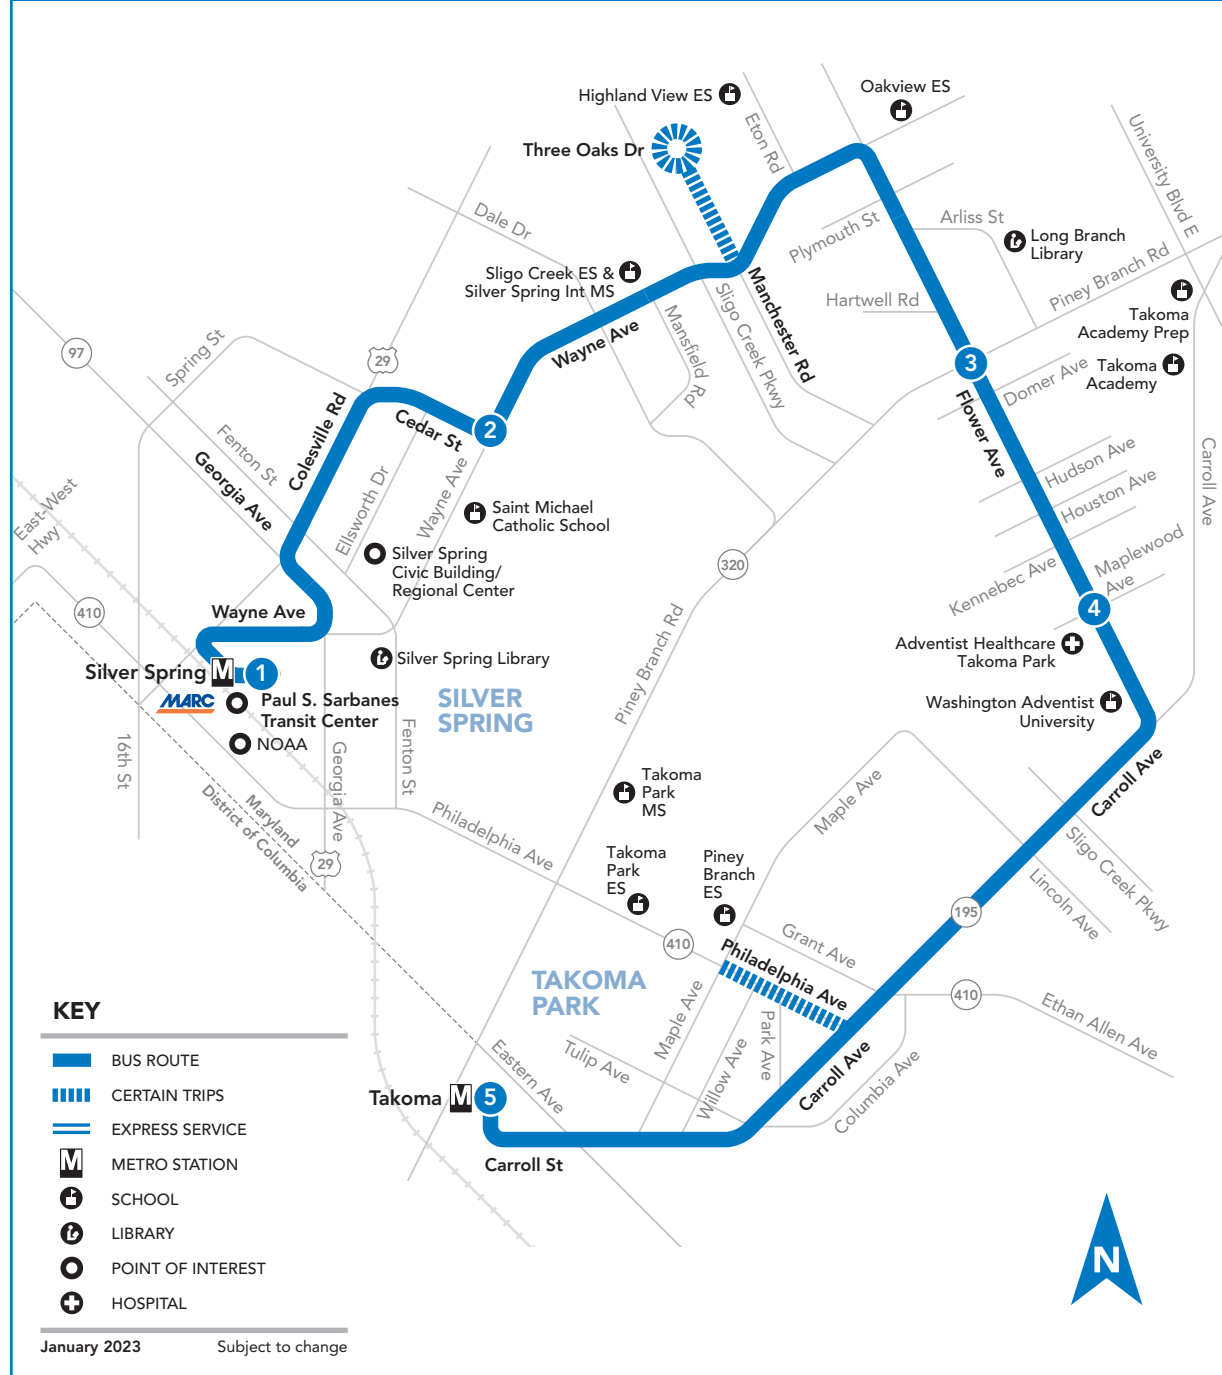 Highland View ES
Oakview ES
Eton Rd
University Blvd E
Three Oaks Dr
Dale Dr
Plymouth St
Arliss St
Long Branch
Library
Sligo Creek ES &
Silver Spring Int MS
Piney Branch Rd
Hartwell Rd
Takoma
Academy Prep
Manchester Rd
Sligo Creek Pkwy
Mansfield Rd
Wayne Ave
Spring St
97
29
3
Domer Ave
Takoma
Academy
Colesville Rd
Cedar St
2
Flower Ave
Fenton St
Georgia Ave
Ellsworth Dr
Wayne Ave
Hudson Ave
Houston Ave
Carroll Ave
East-West
Hwy
Saint Michael
Catholic School
Silver Spring
Civic Building/
Regional Center
320
Kennebec Ave
Maplewood
Ave
410
Wayne Ave
4
Adventist Healthcare
Takoma Park
Piney Branch Rd
Silver Spring Library
Silver Spring
M
1
MARC
Paul S. Sarbanes
Transit Center
SILVER
SPRING
Washington Adventist
University
NOAA
16th St
Georgia Ave
Fenton St
Maryland
District of Columbia
29
Philadelphia Ave
Takoma
Park
MS
Maple Ave
Carroll Ave
Sligo Creek Pkwy
Takoma
Park
ES
Piney
Branch
ES
Lincoln Ave
195
410
Grant Ave
Philadelphia Ave
TAKOMA
PARK
410
Ethan Allen Ave
Maple Ave
Park Ave
Willow Ave
Tulip Ave
Eastern Ave
Carroll Ave
Columbia Ave
Takoma
M
5
Carroll St
KEY
BUS ROUTE
CERTAIN TRIPS
EXPRESS SERVICE
M
METRO STATION
SCHOOL
LIBRARY
POINT OF INTEREST
HOSPITAL
January 2023
Subject to change
N